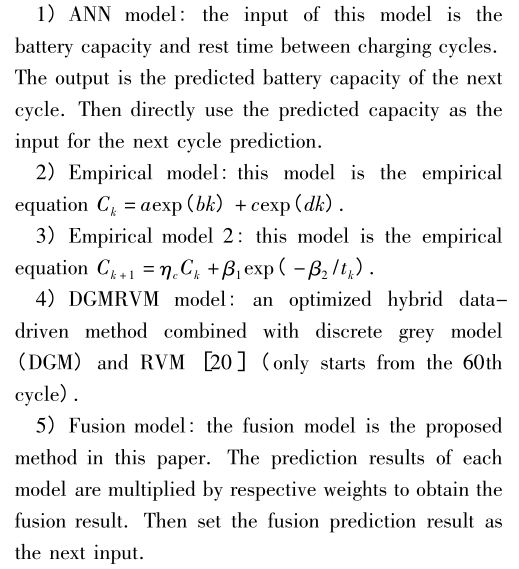 1) ANN model: the input of this model is the
battery capacity and rest time between charging cycles.
The output is the predicted battery capacity of the next
cycle. Then directly use the predicted capacity as the
input for the next cycle prediction.
2) Empirical model: this model is the empirical
equation C_k = aexp(bk) + cexp(dk).
3) Empirical model 2: this model is the empirical
equation C_{k+1} = η_c C_k + β_1 exp(-β_2/t_k).
4) DGMRVM model: an optimized hybrid data-
driven method combined with discrete grey model
(DGM) and RVM [20] (only starts from the 60th
cycle).
5) Fusion model: the fusion model is the proposed
method in this paper. The prediction results of each
model are multiplied by respective weights to obtain the
fusion result. Then set the fusion prediction result as
the next input.